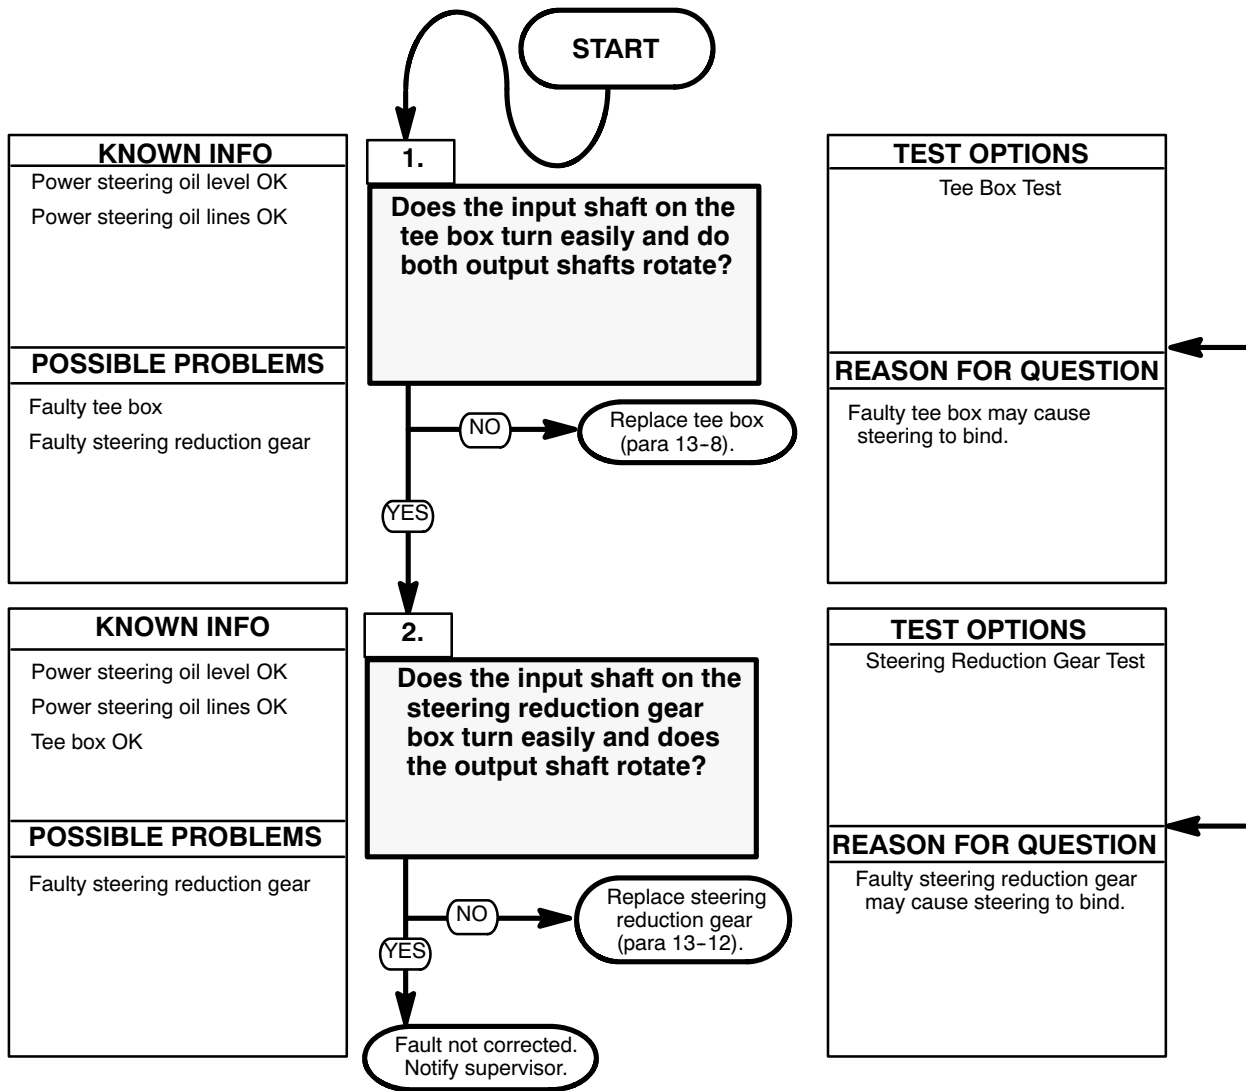 START
KNOWN INFO
Power steering oil level OK
Power steering oil lines OK
POSSIBLE PROBLEMS
Faulty tee box
Faulty steering reduction gear
1.
Does the input shaft on the
tee box turn easily and do
both output shafts rotate?
NO
Replace tee box
(para 13-8).
YES
TEST OPTIONS
Tee Box Test
REASON FOR QUESTION
Faulty tee box may cause
steering to bind.
KNOWN INFO
Power steering oil level OK
Power steering oil lines OK
Tee box OK
POSSIBLE PROBLEMS
Faulty steering reduction gear
2.
Does the input shaft on the
steering reduction gear
box turn easily and does
the output shaft rotate?
NO
Replace steering
reduction gear
(para 13-12).
YES
Fault not corrected.
Notify supervisor.
TEST OPTIONS
Steering Reduction Gear Test
REASON FOR QUESTION
Faulty steering reduction gear
may cause steering to bind.